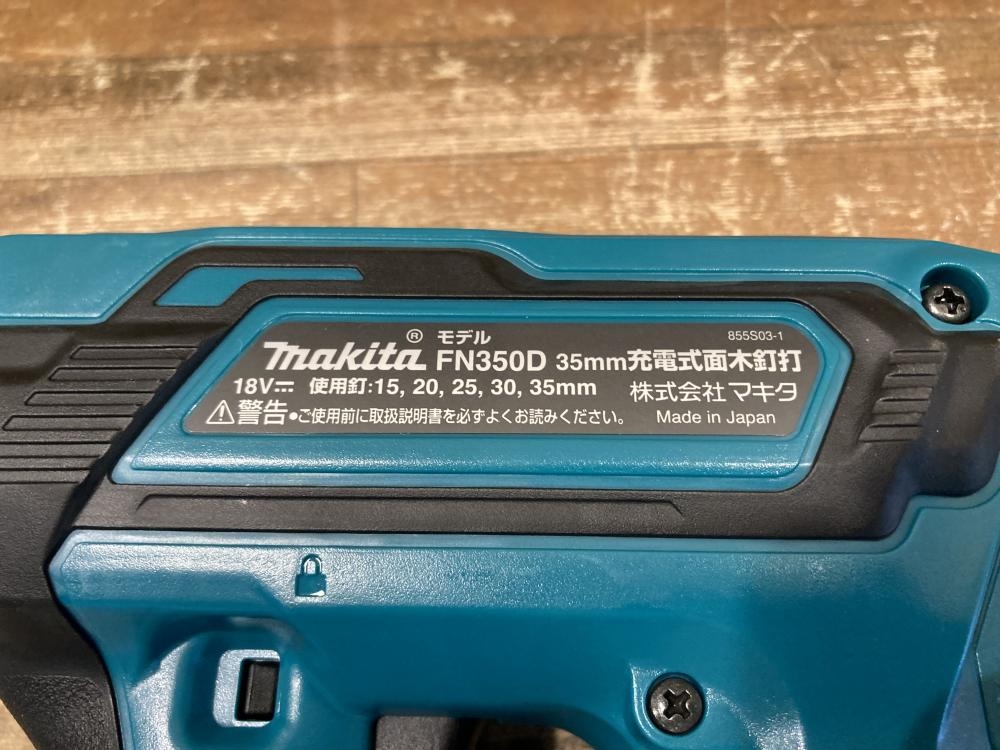 855S03-1
makita® モデル FN350D 35mm充電式面木釘打
18V⎓ 使用釘:15, 20, 25, 30, 35mm 株式会社 マキタ
⚠警告•ご使用前に取扱説明書を必ずよくお読みください。 Made in Japan